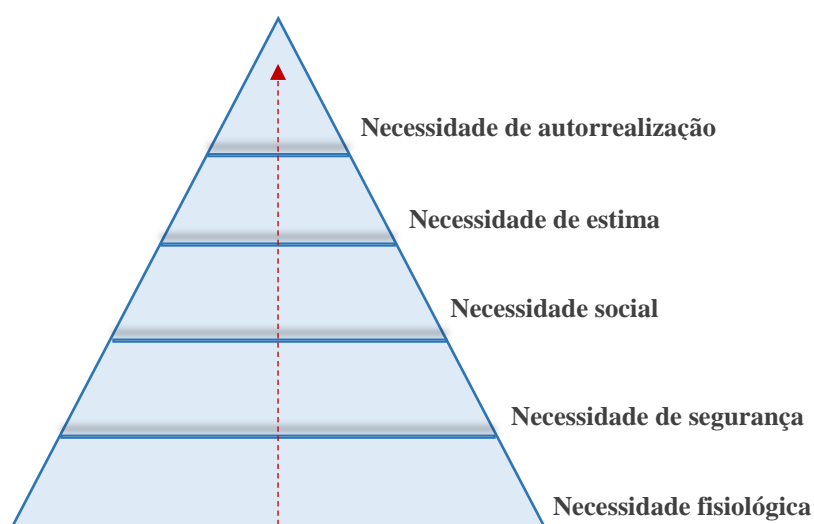 Necessidade de autorrealização
Necessidade de estima
Necessidade social
Necessidade de segurança
Necessidade fisiológica